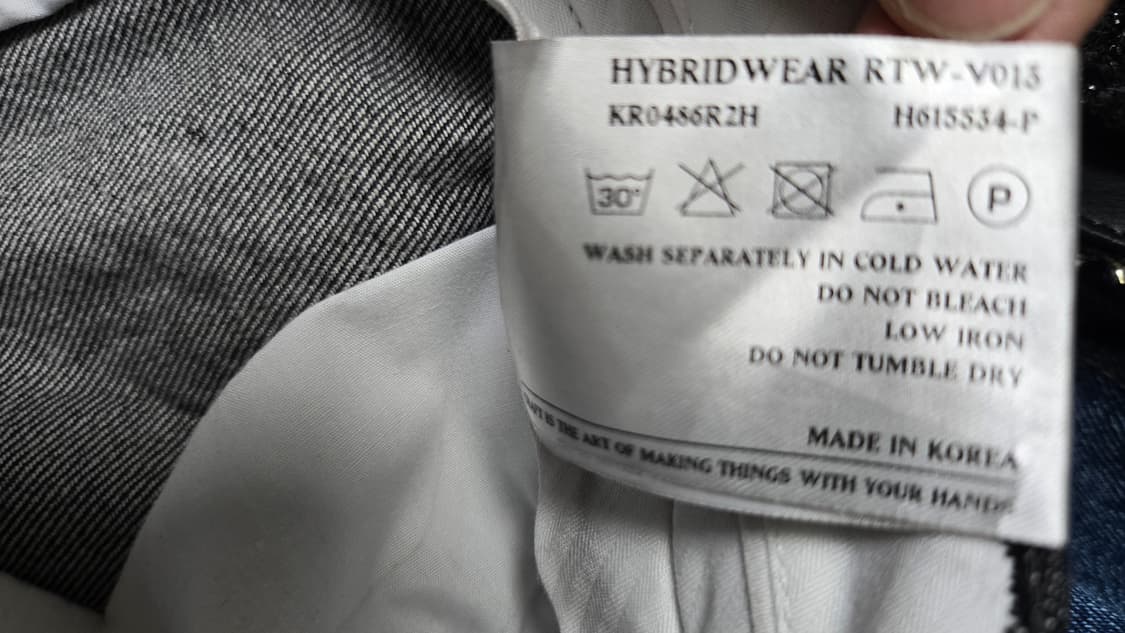 HYBRIDWEAR RTW-V013
KR0486R2H H615534-P
30°
P
WASH SEPARATELY IN COLD WATER
DO NOT BLEACH
LOW IRON
DO NOT TUMBLE DRY
MADE IN KOREA
IS THE ART OF MAKING THINGS WITH YOUR HANDS